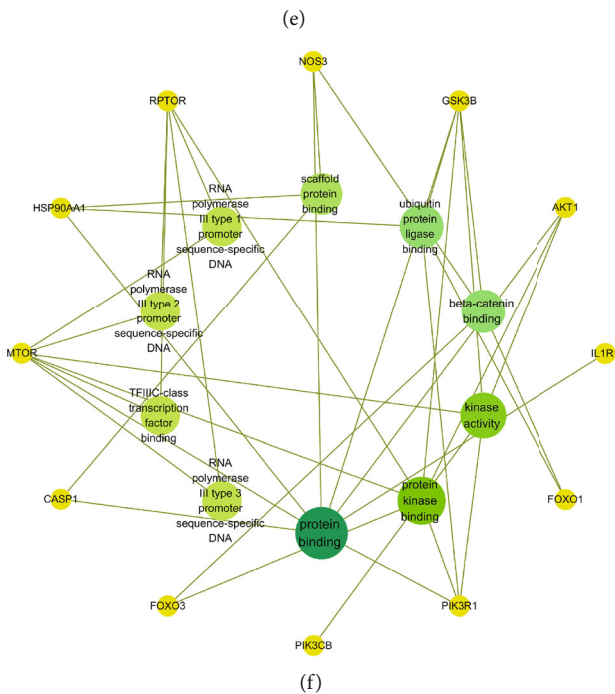 (e)
NOS3
RPTOR
GSK3B
RNA
polymerase
III type 1
promoter
sequence-specific
DNA
scaffold
protein
binding
ubiquitin
protein
ligase
binding
HSP90AA1
AKT1
RNA
polymerase
III type 2
promoter
sequence-specific
DNA
beta-catenin
binding
MTOR
IL1R
TFIIIC-class
transcription
factor
binding
kinase
activity
RNA
polymerase
III type 3
promoter
sequence-specific
DNA
protein
kinase
binding
CASP1
FOXO1
protein
binding
FOXO3
PIK3R1
PIK3CB
(f)